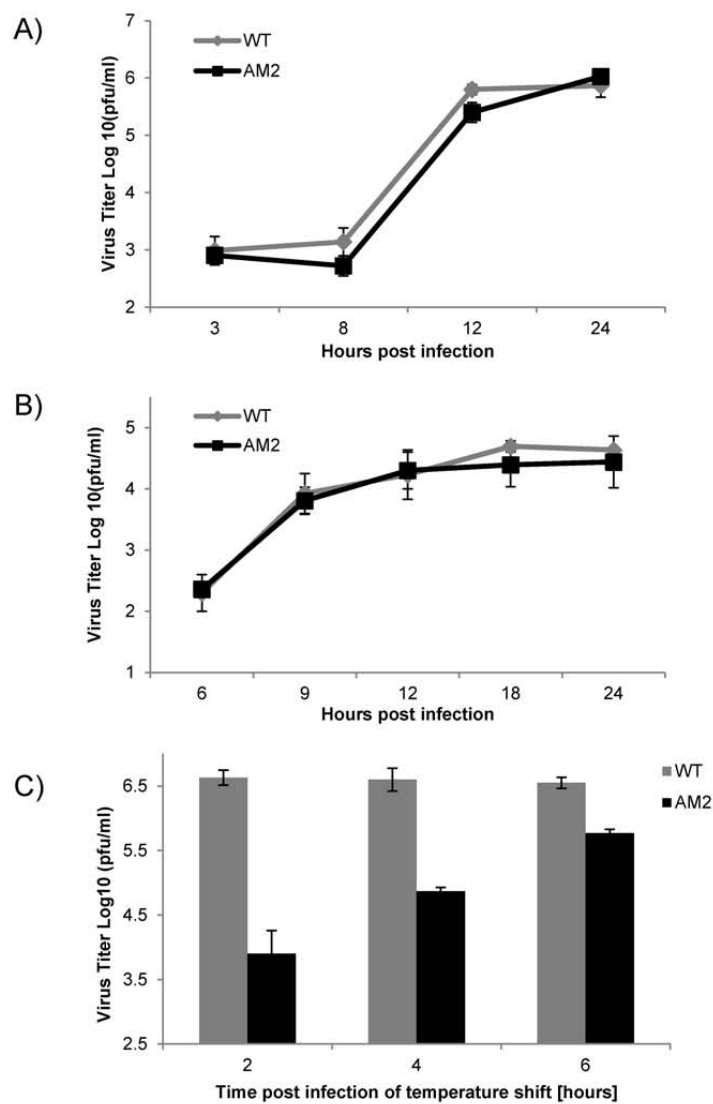 A)
WT
AM2
Virus Titer Log 10(pfu/ml)
7
6
5
4
3
2
3 8 12 24
Hours post infection
B)
WT
AM2
Virus Titer Log 10(pfu/ml)
5
4
3
2
1
6 9 12 18 24
Hours post infection
C)
WT
AM2
Virus Titer Log10 (pfu/ml)
6.5
5.5
4.5
3.5
2.5
2 4 6
Time post infection of temperature shift [hours]